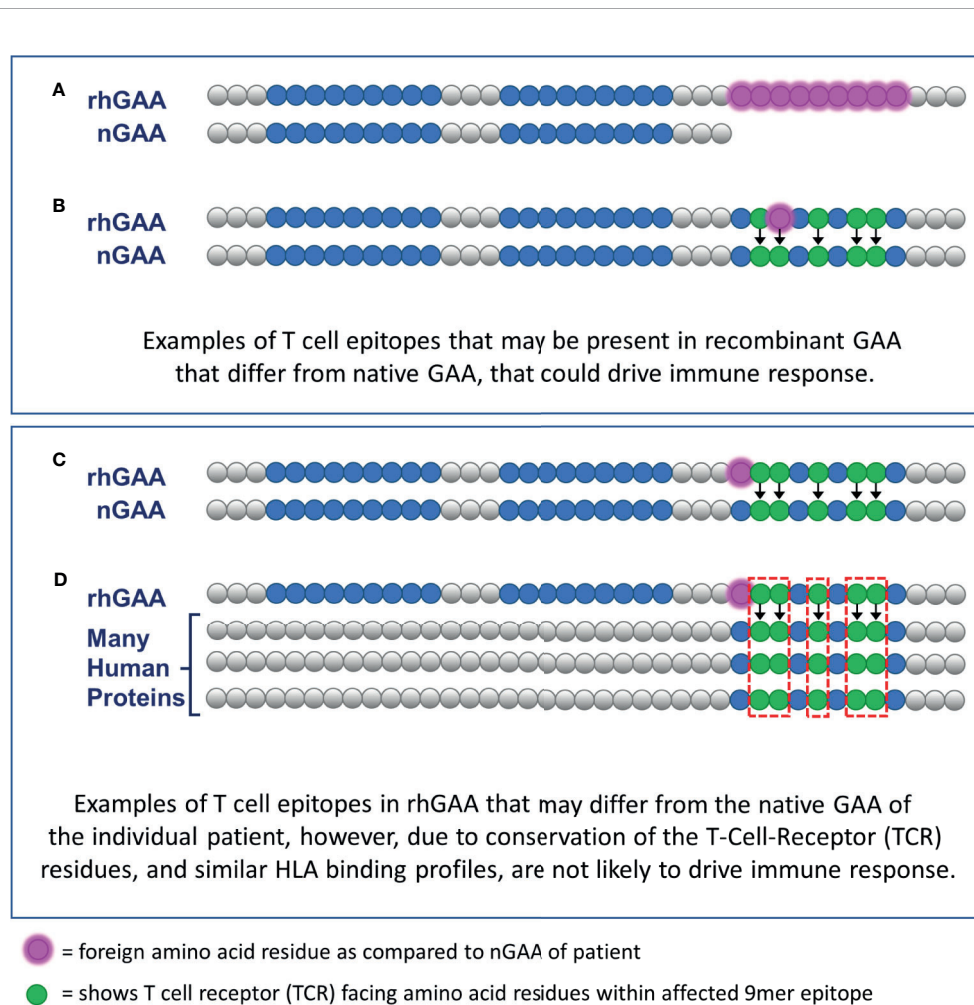 A
rhGAA
nGAA
B
rhGAA
nGAA
Examples of T cell epitopes that may be present in recombinant GAA
that differ from native GAA, that could drive immune response.
C
rhGAA
nGAA
D
rhGAA
Many
Human
Proteins
Examples of T cell epitopes in rhGAA that may differ from the native GAA of
the individual patient, however, due to conservation of the T-Cell-Receptor (TCR)
residues, and similar HLA binding profiles, are not likely to drive immune response.
= foreign amino acid residue as compared to nGAA of patient
= shows T cell receptor (TCR) facing amino acid residues within affected 9mer epitope